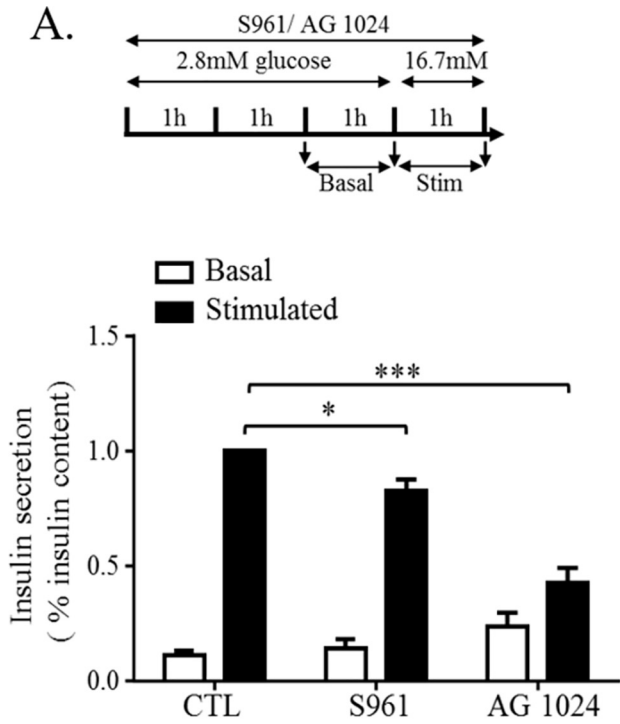 A.
S961/ AG 1024
2.8mM glucose 16.7mM
1h 1h 1h 1h
Basal Stim
Basal
Stimulated
Insulin secretion
( % insulin content)
1.5
***
*
1.0
0.5
0.0
CTL S961 AG 1024